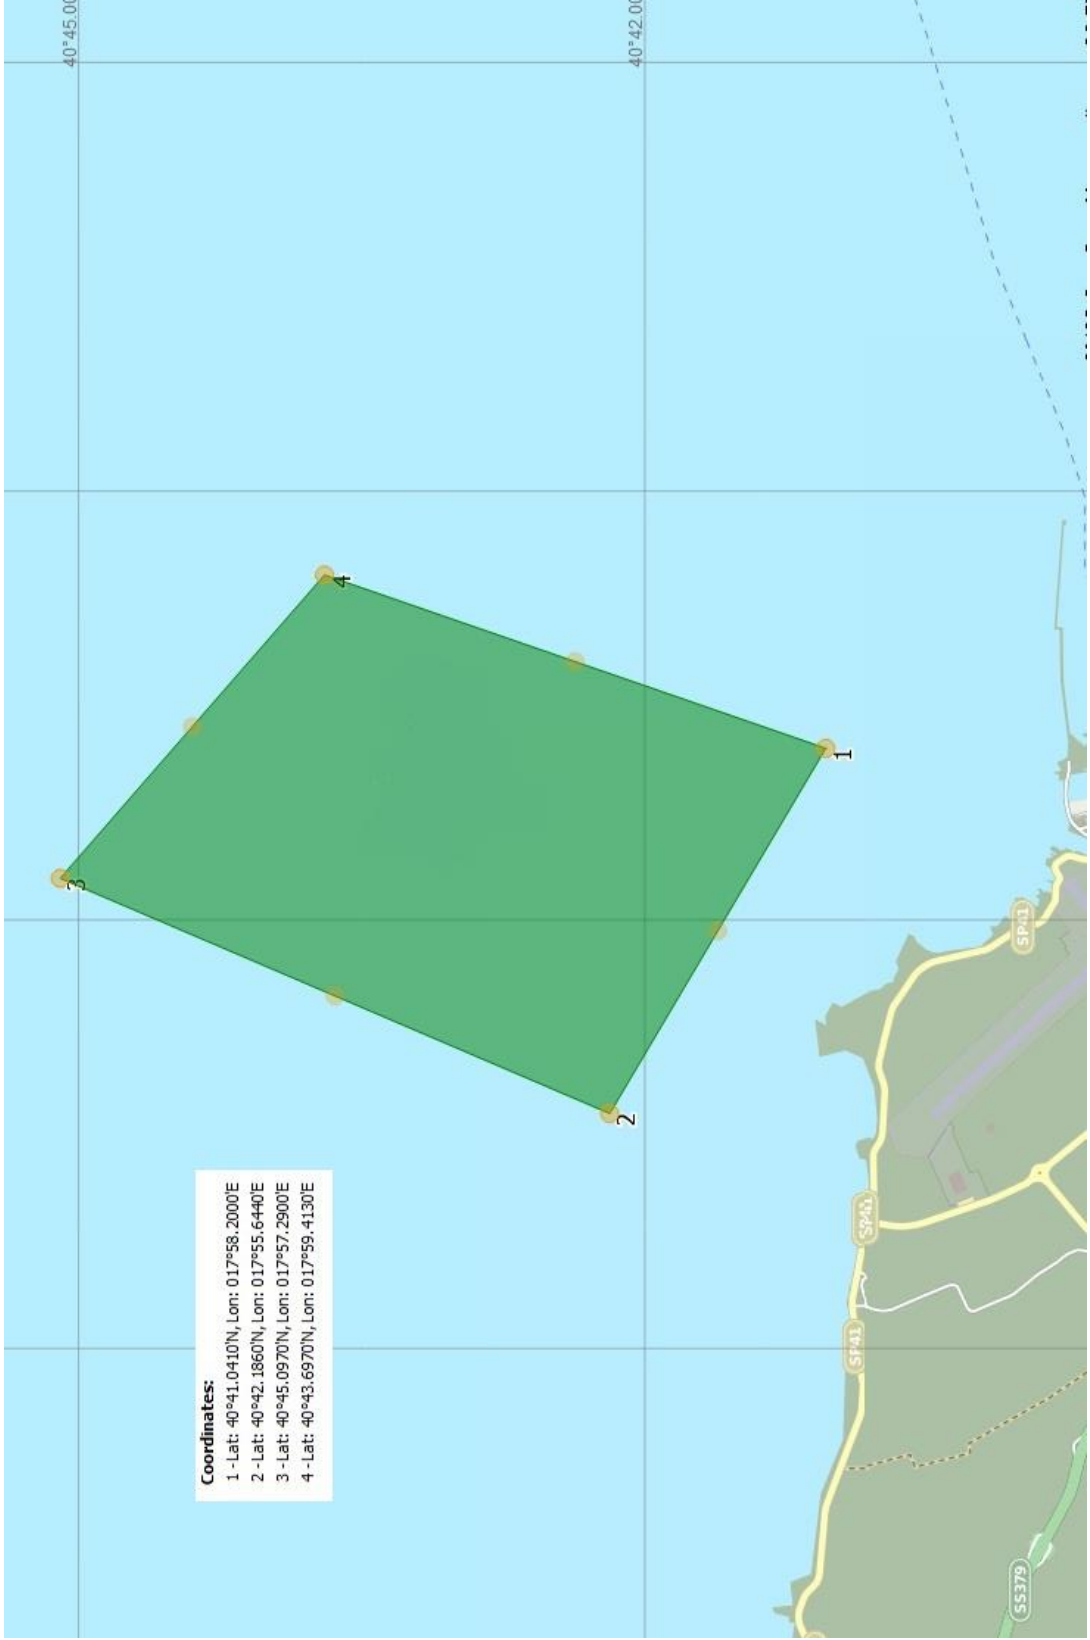 40°45.00
40°42.00
Coordinates:
1 - Lat: 40°41.0410'N, Lon: 017°58.2000'E
2 - Lat: 40°42.1860'N, Lon: 017°55.6440'E
3 - Lat: 40°45.0970'N, Lon: 017°57.2900'E
4 - Lat: 40°43.6970'N, Lon: 017°59.4130'E
3
4
2
1
SP41
SP41
SP41
SS379